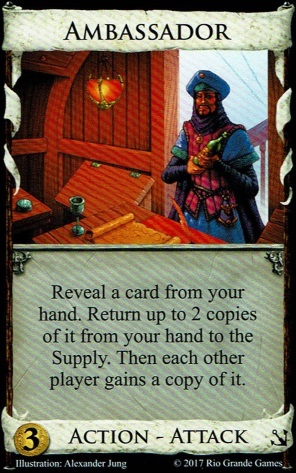 AMBASSADOR
Reveal a card from your
hand. Return up to 2 copies
of it from your hand to the
Supply. Then each other
player gains a copy of it.
3 ACTION - ATTACK
Illustration: Alexander Jung © 2017 Rio Grande Games